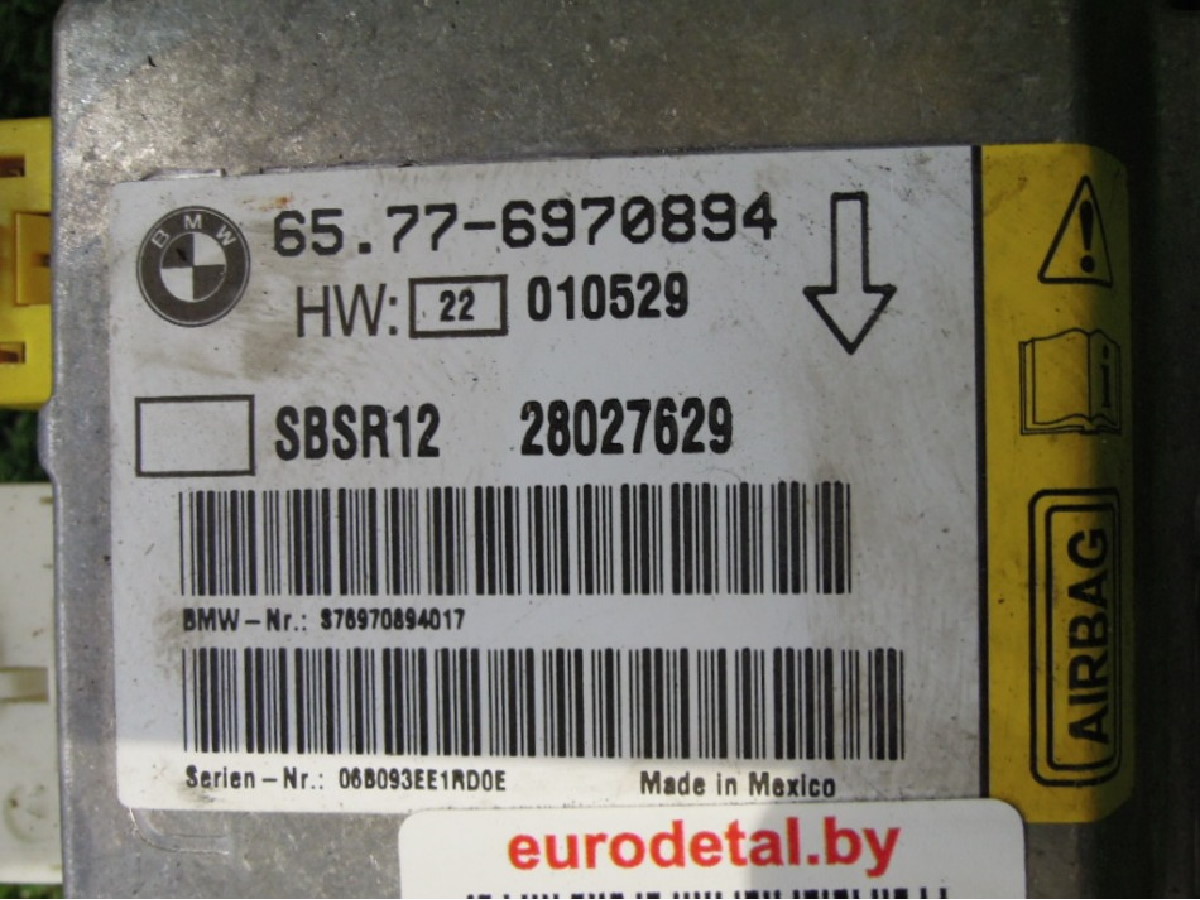 BMW
65.77-6970894
HW: 22 010529
SBSR12 28027629
BMW-Nr.: S76970894017
Serien-Nr.: 06B093EE1RD0E
Made in Mexico
i
AIRBAG
eurodetal.by